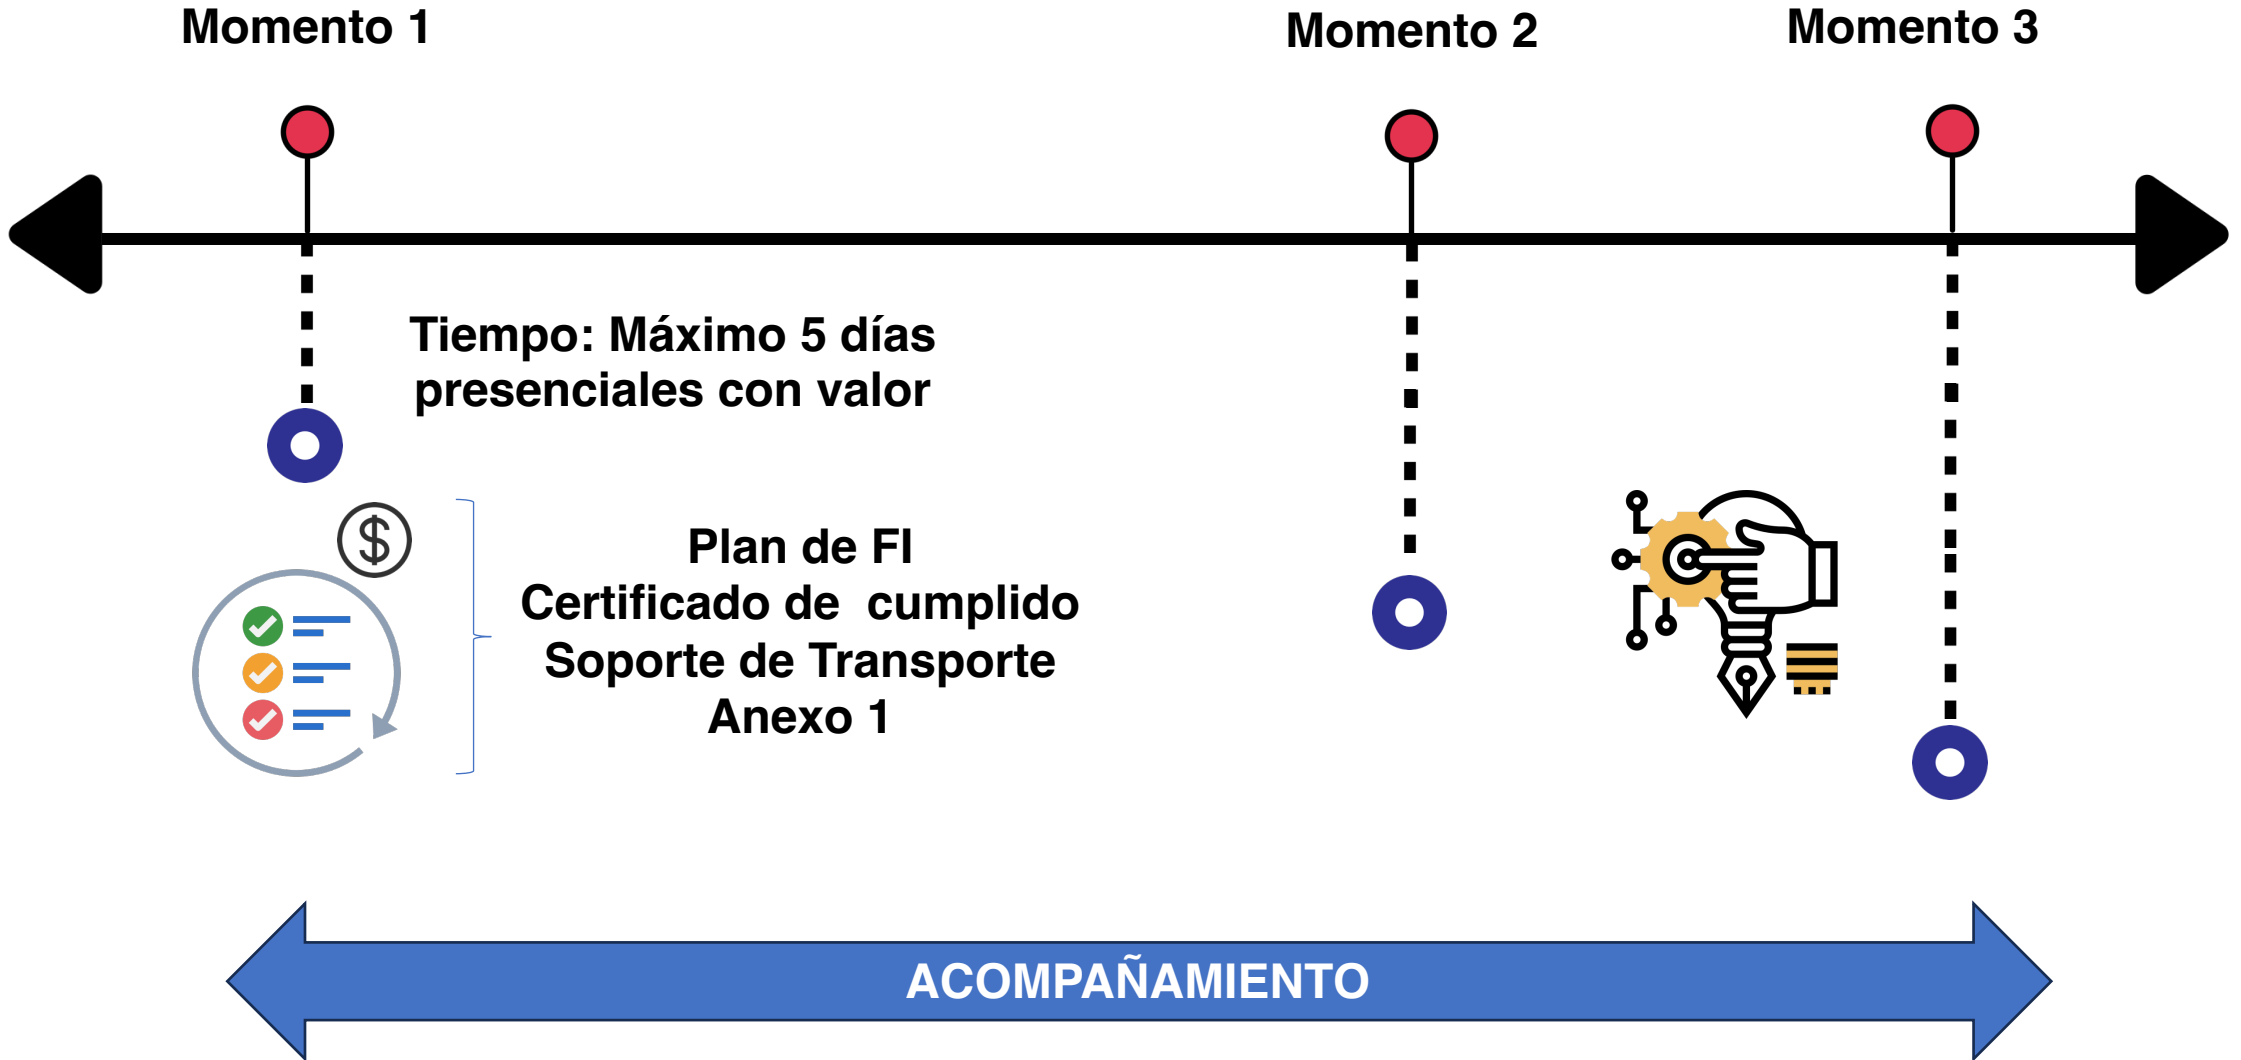 Momento 1
Momento 2
Momento 3
Tiempo: Máximo 5 días
presenciales con valor
$
Plan de FI
Certificado de  cumplido
Soporte de Transporte
Anexo 1
ACOMPAÑAMIENTO